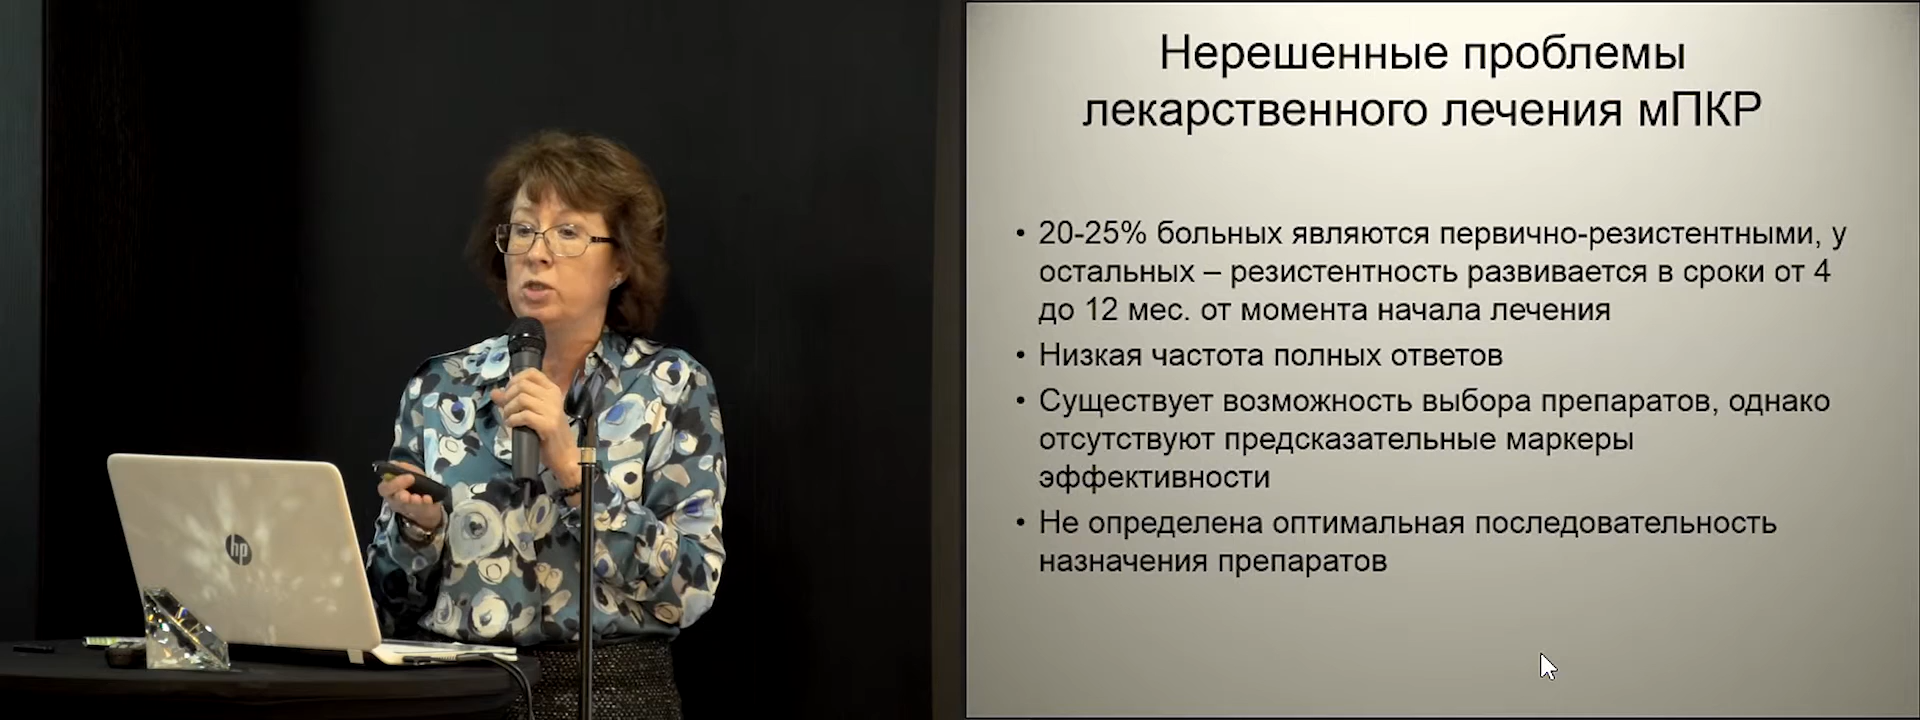 Нерешенные проблемы
лекарственного лечения мПКР
• 20-25% больных являются первично-резистентными, у
остальных – резистентность развивается в сроки от 4
до 12 мес. от момента начала лечения
• Низкая частота полных ответов
• Существует возможность выбора препаратов, однако
отсутствуют предсказательные маркеры
эффективности
• Не определена оптимальная последовательность
назначения препаратов
hp